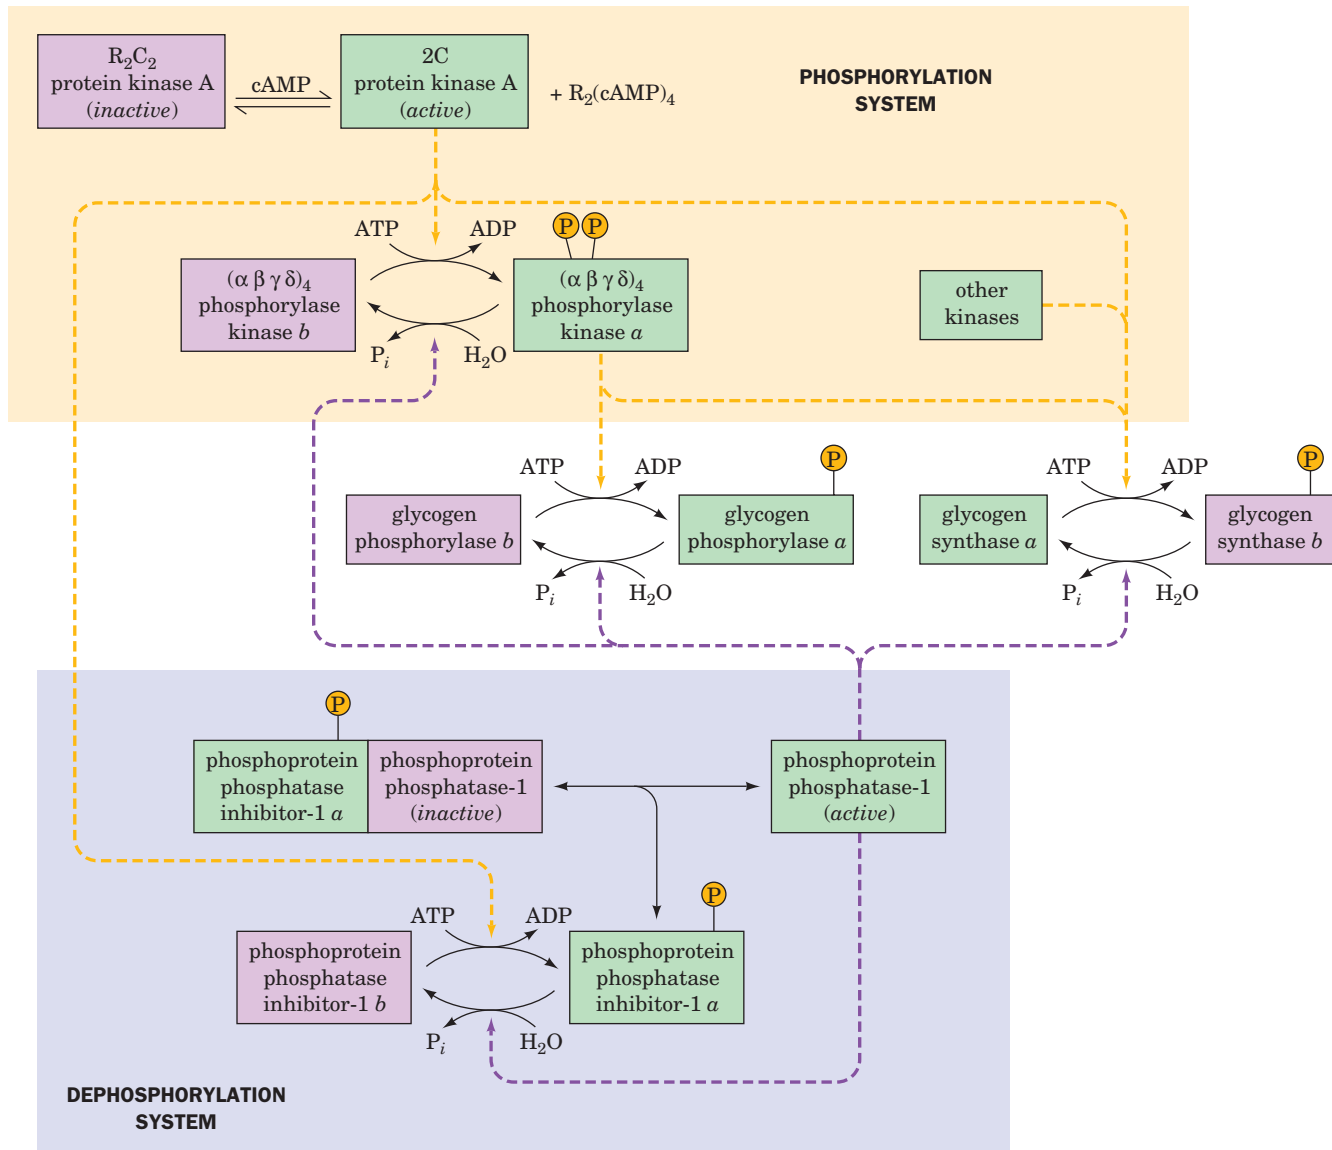 R₂C₂
protein kinase A
(inactive)
cAMP
2C
protein kinase A
(active)
+ R₂(cAMP)₄
PHOSPHORYLATION
SYSTEM
ATP
ADP
P
P
(α β γ δ)₄
phosphorylase
kinase b
(α β γ δ)₄
phosphorylase
kinase a
Pᵢ
H₂O
other
kinases
ATP
ADP
P
glycogen
phosphorylase b
glycogen
phosphorylase a
Pᵢ
H₂O
ATP
ADP
P
glycogen
synthase a
glycogen
synthase b
Pᵢ
H₂O
P
phosphoprotein
phosphatase
inhibitor-1 a
phosphoprotein
phosphatase-1
(inactive)
phosphoprotein
phosphatase-1
(active)
ATP
ADP
P
phosphoprotein
phosphatase
inhibitor-1 b
phosphoprotein
phosphatase
inhibitor-1 a
Pᵢ
H₂O
DEPHOSPHORYLATION
SYSTEM